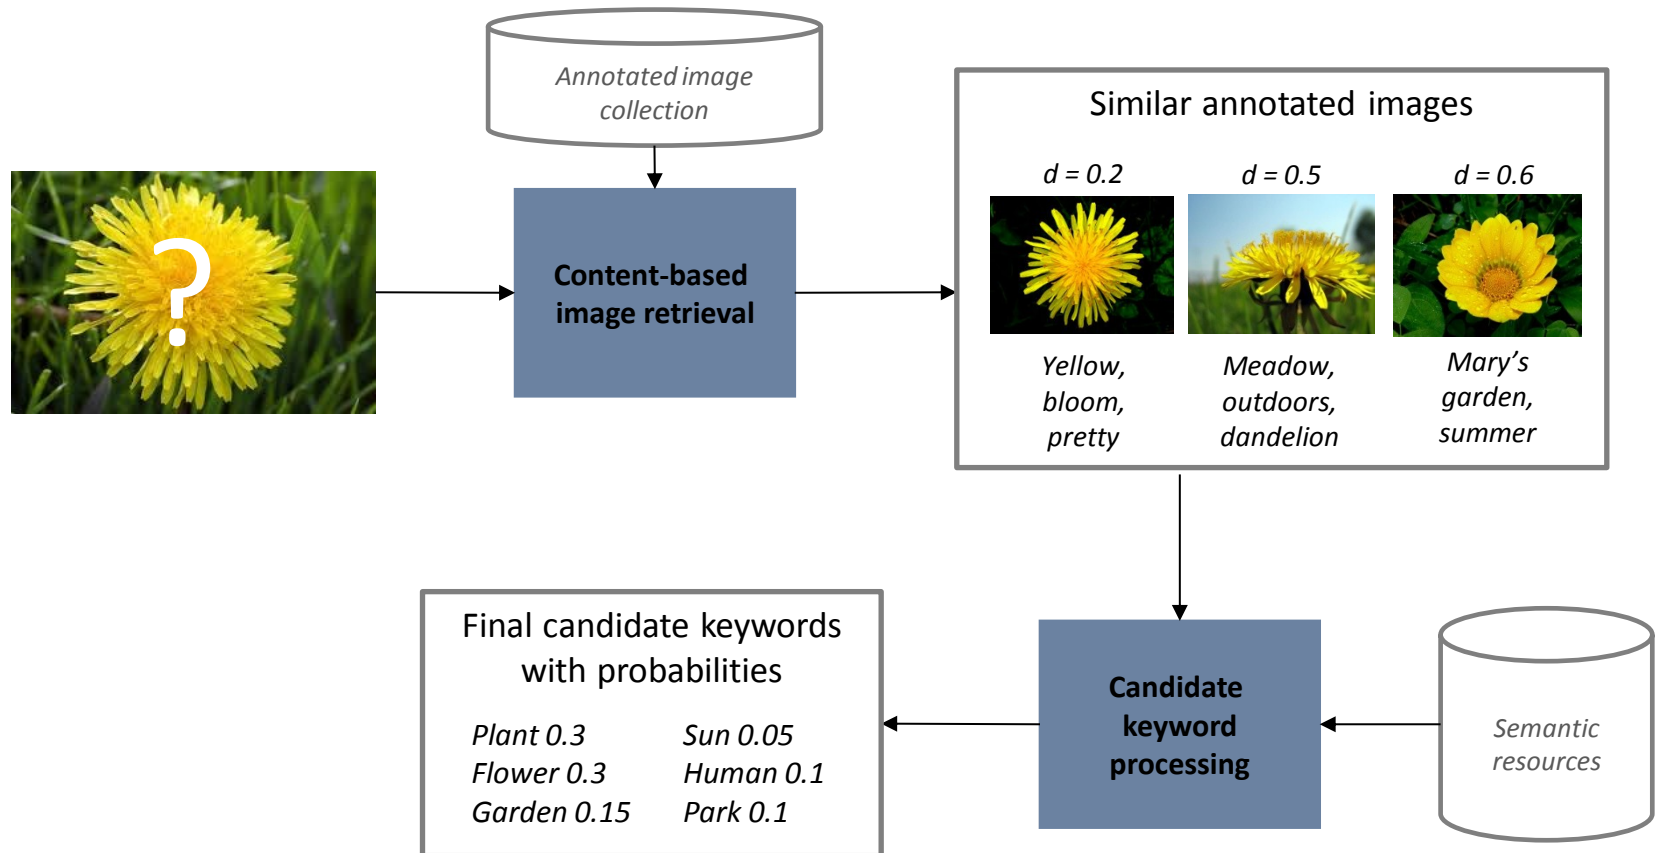 Annotated image
collection
Similar annotated images
d = 0.2
d = 0.5
d = 0.6
?
Content-based
image retrieval
Yellow,
bloom,
pretty
Meadow,
outdoors,
dandelion
Mary's
garden,
summer
Final candidate keywords
with probabilities
Plant 0.3
Flower 0.3
Garden 0.15
Sun 0.05
Human 0.1
Park 0.1
Candidate
keyword
processing
Semantic
resources